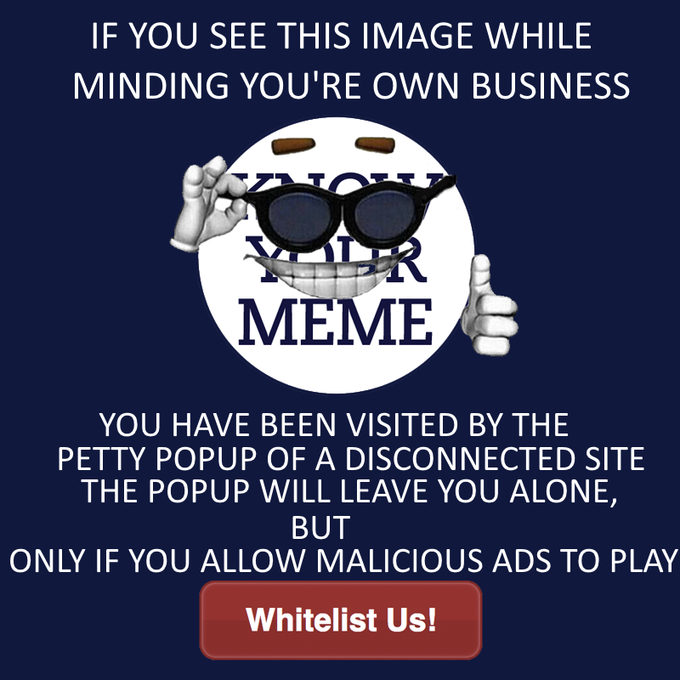 IF YOU SEE THIS IMAGE WHILE
MINDING YOU'RE OWN BUSINESS
KNOW
YOUR
MEME
YOU HAVE BEEN VISITED BY THE
PETTY POPUP OF A DISCONNECTED SITE
THE POPUP WILL LEAVE YOU ALONE,
BUT
ONLY IF YOU ALLOW MALICIOUS ADS TO PLAY
Whitelist Us!